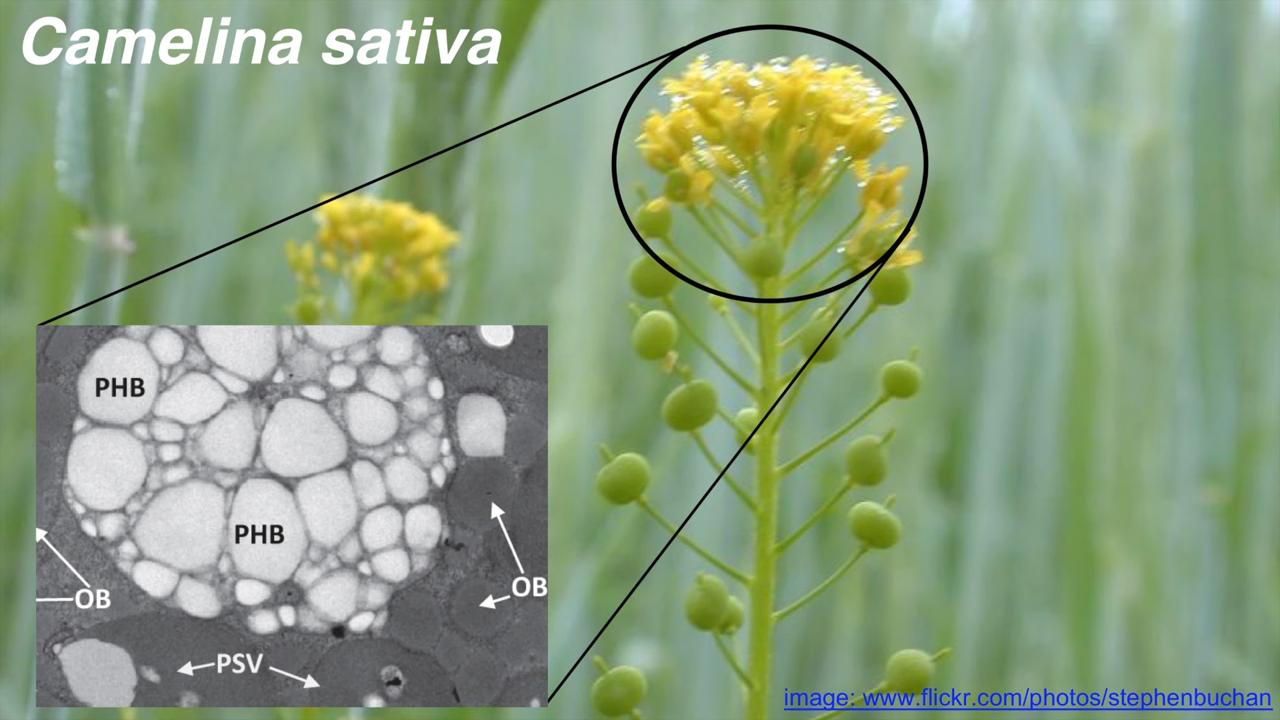 Camelina sativa
PHB
PHB
OB
OB
PSV
image: www.flickr.com/photos/stephenbuchan